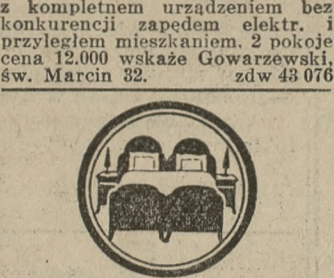 z kompletnem urządzeniem bez
konkurencji zapędem elektr. i
przyległem mieszkaniem. 2 pokoje
cena 12.000 wskaże Gowarzewski,
św. Marcin 32. zdw 43 076